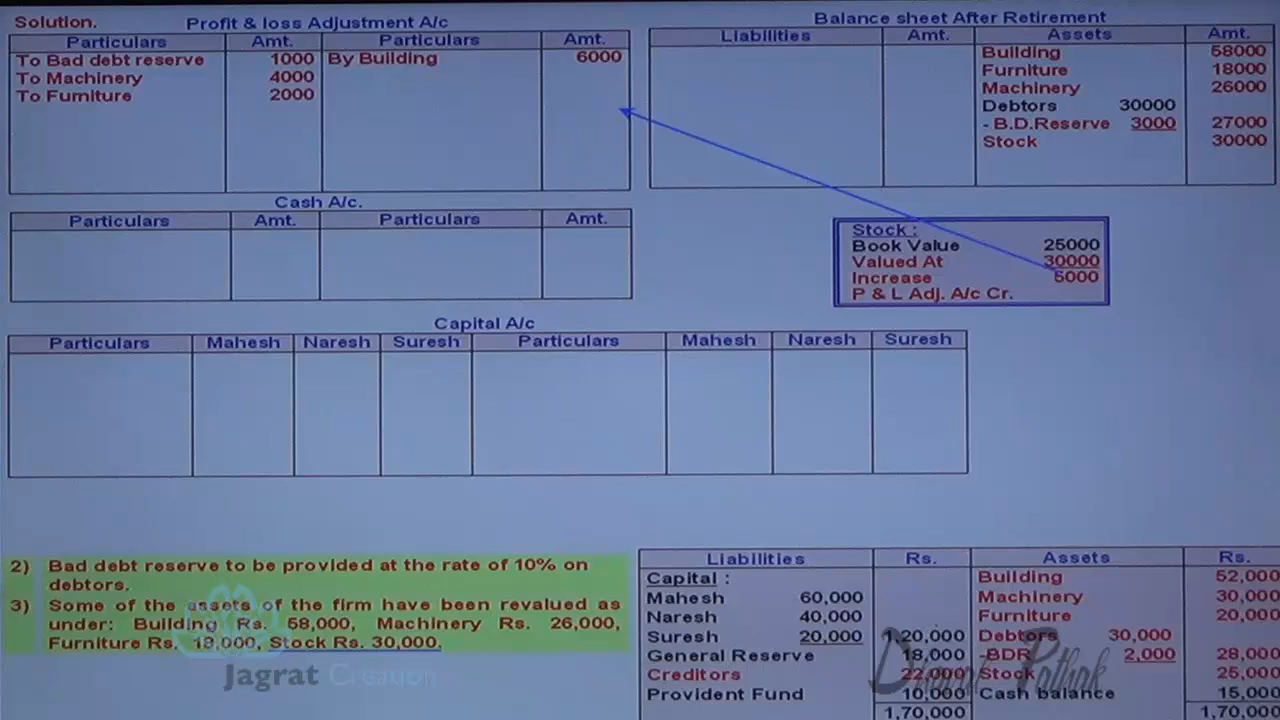 Solution.
Profit & loss Adjustment A/c
Particulars Amt. Particulars Amt.
To Bad debt reserve 1000 By Building 6000
To Machinery 4000
To Furniture 2000
Balance sheet After Retirement
Liabilities Amt. Assets Amt.
Building 58000
Furniture 18000
Machinery 26000
Debtors 30000
- B.D.Reserve 3000 27000
Stock 30000
Cash A/c.
Particulars Amt. Particulars Amt.
Stock :
Book Value 25000
Valued At 30000
Increase 5000
P & L Adj. A/c Cr.
Capital A/c
Particulars Mahesh Naresh Suresh Particulars Mahesh Naresh Suresh
2) Bad debt reserve to be provided at the rate of 10% on
debtors.
3) Some of the assets of the firm have been revalued as
under: Building Rs. 58,000, Machinery Rs. 26,000,
Furniture Rs. 18,000, Stock Rs. 30,000.
Jagrat Creation
Liabilities Rs. Assets Rs.
Capital : Building 52,000
Mahesh 60,000 Machinery 30,000
Naresh 40,000 Furniture 20,000
Suresh 20,000 1,20,000 Debtors 30,000
General Reserve 18,000 -BDR 2,000 28,000
Creditors 22,000 Stock 25,000
Provident Fund 10,000 Cash balance 15,000
1,70,000 1,70,000
Pathak